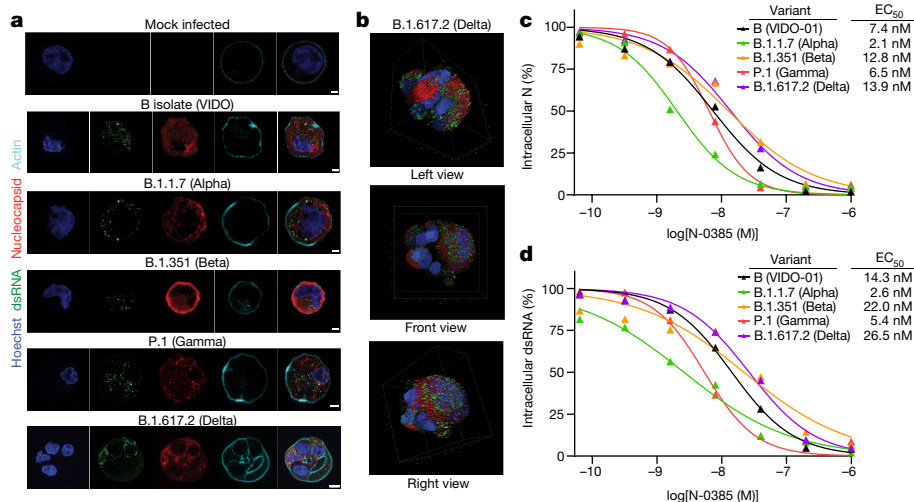 a
Mock infected
B isolate (VIDO)
B.1.1.7 (Alpha)
B.1.351 (Beta)
P.1 (Gamma)
B.1.617.2 (Delta)
Hoechst dsRNA Nucleocapsid Actin
b
B.1.617.2 (Delta)
Left view
Front view
Right view
c
Variant EC50
B (VIDO-01) 7.4 nM
B.1.1.7 (Alpha) 2.1 nM
B.1.351 (Beta) 12.8 nM
P.1 (Gamma) 6.5 nM
B.1.617.2 (Delta) 13.9 nM
Intracellular N (%)
100
75
50
25
0
−10 −9 −8 −7 −6
log[N-0385 (M)]
d
Variant EC50
B (VIDO-01) 14.3 nM
B.1.1.7 (Alpha) 2.6 nM
B.1.351 (Beta) 22.0 nM
P.1 (Gamma) 5.4 nM
B.1.617.2 (Delta) 26.5 nM
Intracellular dsRNA (%)
100
75
50
25
0
−10 −9 −8 −7 −6
log[N-0385 (M)]